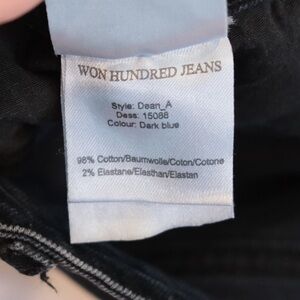 WON HUNDRED JEANS
Style: Dean_A
Dess: 15088
Colour: Dark blue
98% Cotton/Baumwolle/Coton/Cotone
2% Elastane/Elasthan/Elastan